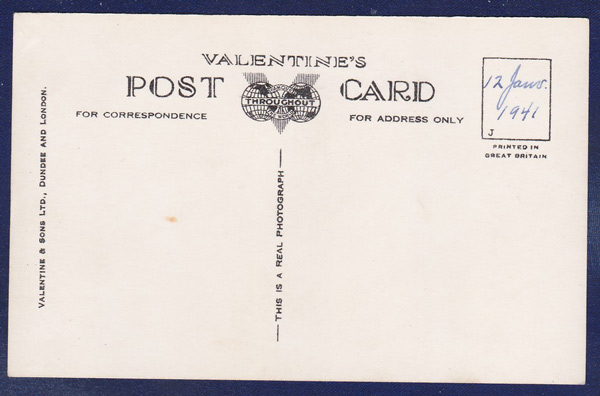 VALENTINE'S
POST CARD
THROUGHOUT
FOR CORRESPONDENCE
FOR ADDRESS ONLY
12 Janr.
1941
J
PRINTED IN
GREAT BRITAIN
VALENTINE & SONS LTD., DUNDEE AND LONDON.
THIS IS A REAL PHOTOGRAPH